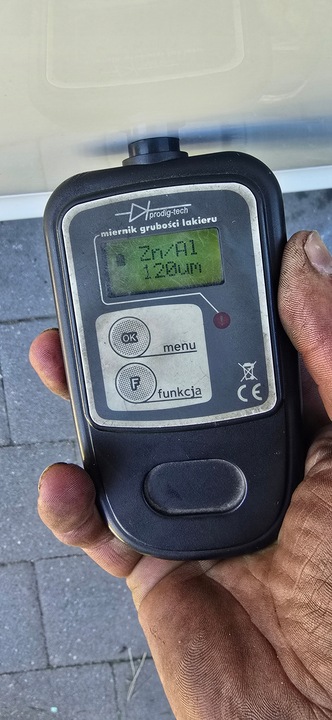 prodig-tech
miernik grubości lakieru
Zn/Al
120um
OK
menu
F
funkcja
CE